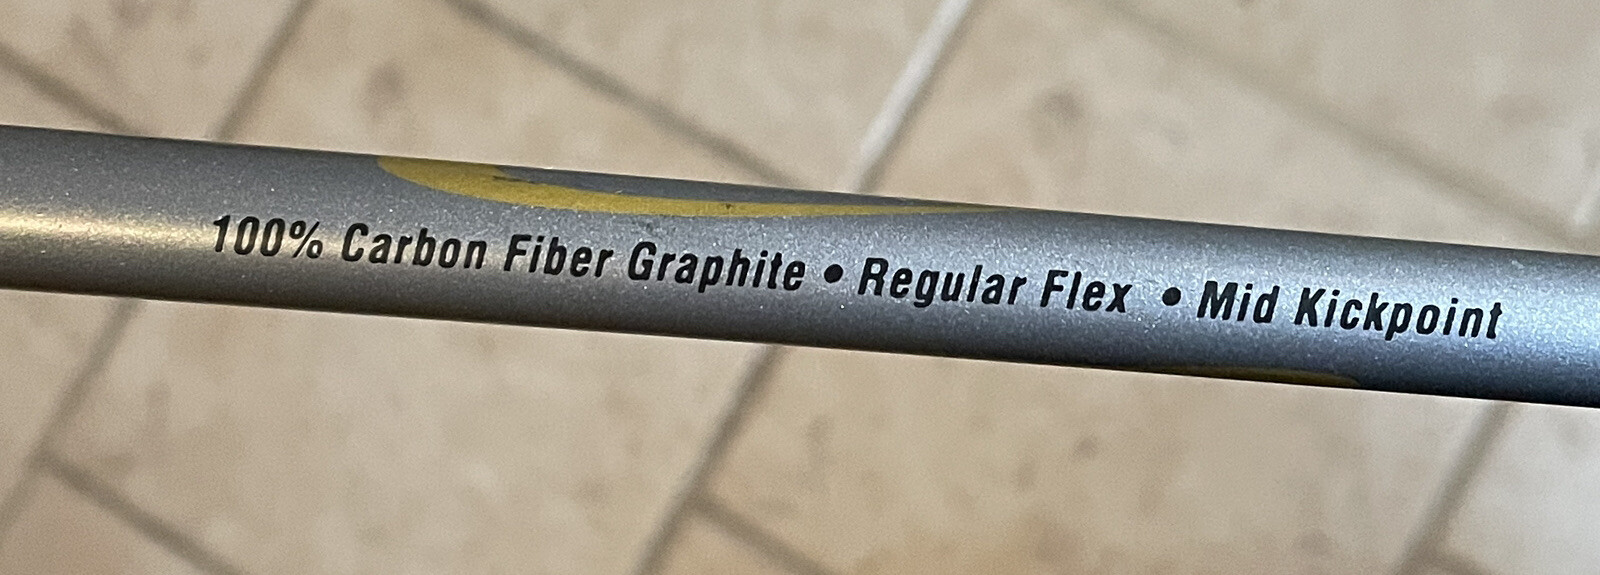 100% Carbon Fiber Graphite • Regular Flex • Mid Kickpoint